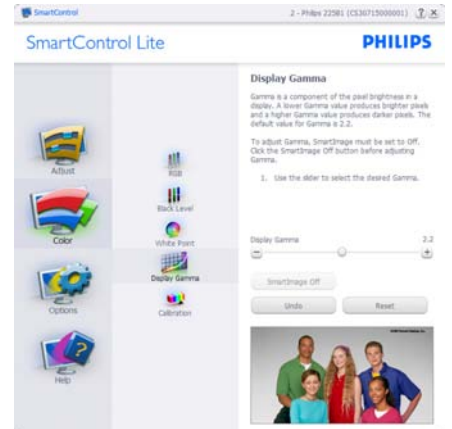 SmartControl
2 - Philips 225B1 (CS30715000001)
SmartControl Lite
PHILIPS
Adjust
Color
Options
Help
RGB
Black Level
White Point
Display Gamma
Calibration
Display Gamma
Gamma is a component of the pixel brightness in a
display. A lower Gamma value produces brighter pixels
and a higher Gamma value produces darker pixels. The
default value for Gamma is 2.2.
To adjust Gamma, SmartImage must be set to Off.
Click the SmartImage Off button before adjusting
Gamma.
1. Use the slider to select the desired Gamma.
Display Gamma 2.2
SmartImage Off
Undo Reset